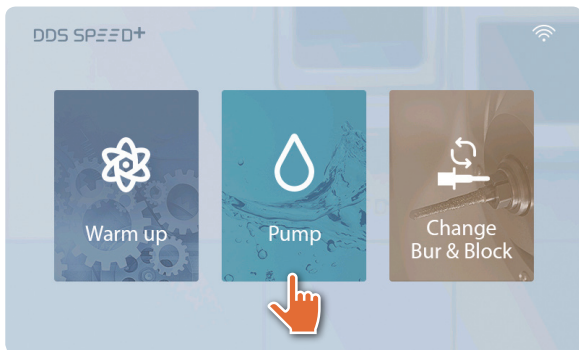 DDS SPEED+
Warm up
Pump
Change
Bur & Block